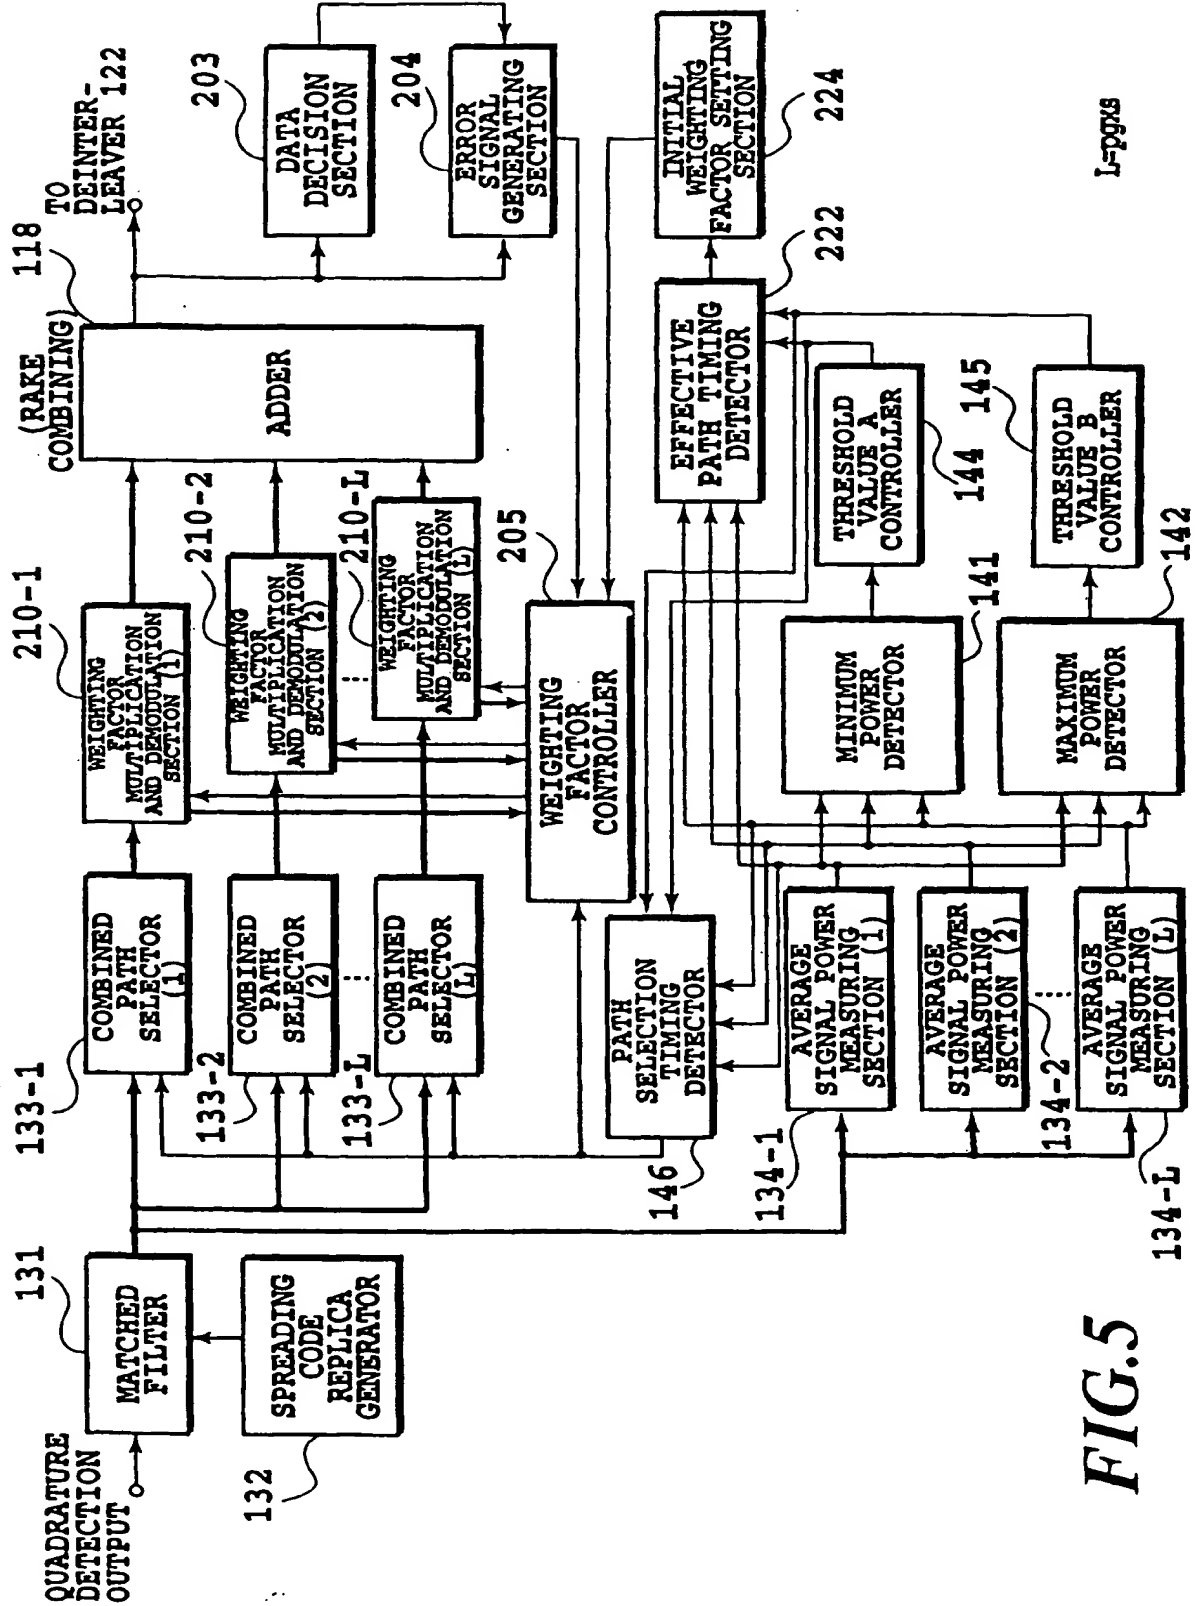 QUADRATURE
DETECTION
OUTPUT
131
MATCHED
FILTER
132
SPREADING
CODE
REPLICA
GENERATOR
133-1
COMBINED
PATH
SELECTOR
(1)
133-2
COMBINED
PATH
SELECTOR
(2)
133-L
COMBINED
PATH
SELECTOR
(L)
210-1
WEIGHTING
FACTOR
MULTIPLICATION
AND DEMODULATION
SECTION (1)
210-2
WEIGHTING
FACTOR
MULTIPLICATION
AND DEMODULATION
SECTION (2)
210-L
WEIGHTING
FACTOR
MULTIPLICATION
AND DEMODULATION
SECTION (L)
(RAKE
COMBINING)
118
ADDER
TO
DEINTER-
LEAVER 122
203
DATA
DECISION
SECTION
204
ERROR
SIGNAL
GENERATING
SECTION
205
WEIGHTING
FACTOR
CONTROLLER
INITIAL
WEIGHTING
FACTOR SETTING
SECTION
224
EFFECTIVE
PATH TIMING
DETECTOR
222
146
PATH
SELECTION
TIMING
DETECTOR
134-1
AVERAGE
SIGNAL POWER
MEASURING
SECTION (1)
134-2
AVERAGE
SIGNAL POWER
MEASURING
SECTION (2)
134-L
AVERAGE
SIGNAL POWER
MEASURING
SECTION (L)
MINIMUM
POWER
DETECTOR
141
MAXIMUM
POWER
DETECTOR
142
THRESHOLD
VALUE A
CONTROLLER
144
THRESHOLD
VALUE B
CONTROLLER
145
L=pgxs
FIG.5